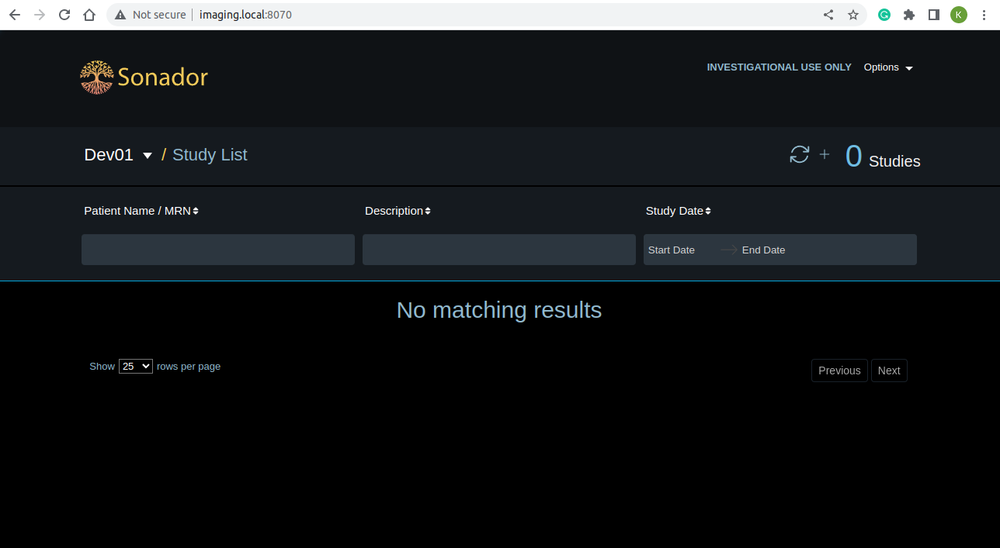 Not secure | imaging.local:8070
K
Sonador
INVESTIGATIONAL USE ONLY Options
Dev01 / Study List
0 Studies
Patient Name / MRN Description Study Date
Start Date End Date
No matching results
Show 25 rows per page
Previous Next